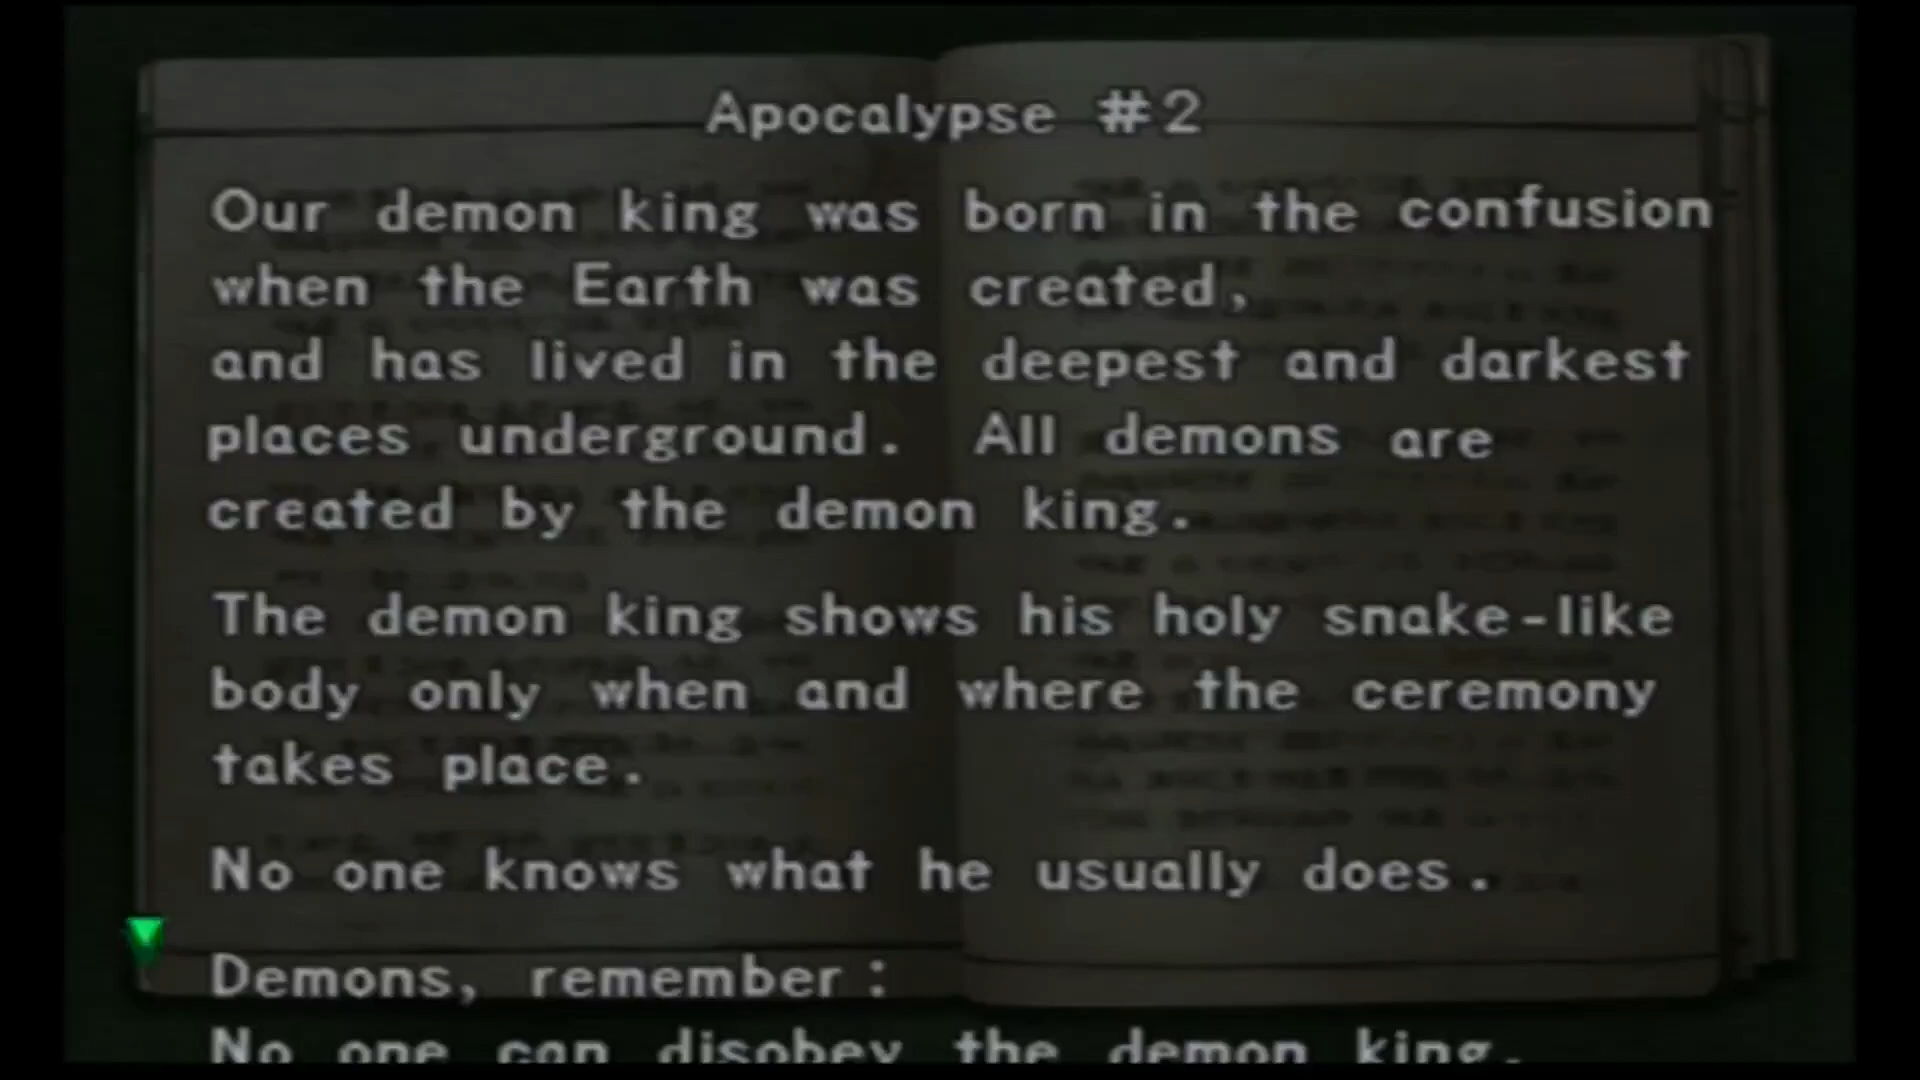 Apocalypse #2
Our demon king was born in the confusion
when the Earth was created,
and has lived in the deepest and darkest
places underground. All demons are
created by the demon king.
The demon king shows his holy snake-like
body only when and where the ceremony
takes place.
No one knows what he usually does.
Demons, remember :
No one can disobey the demon king.